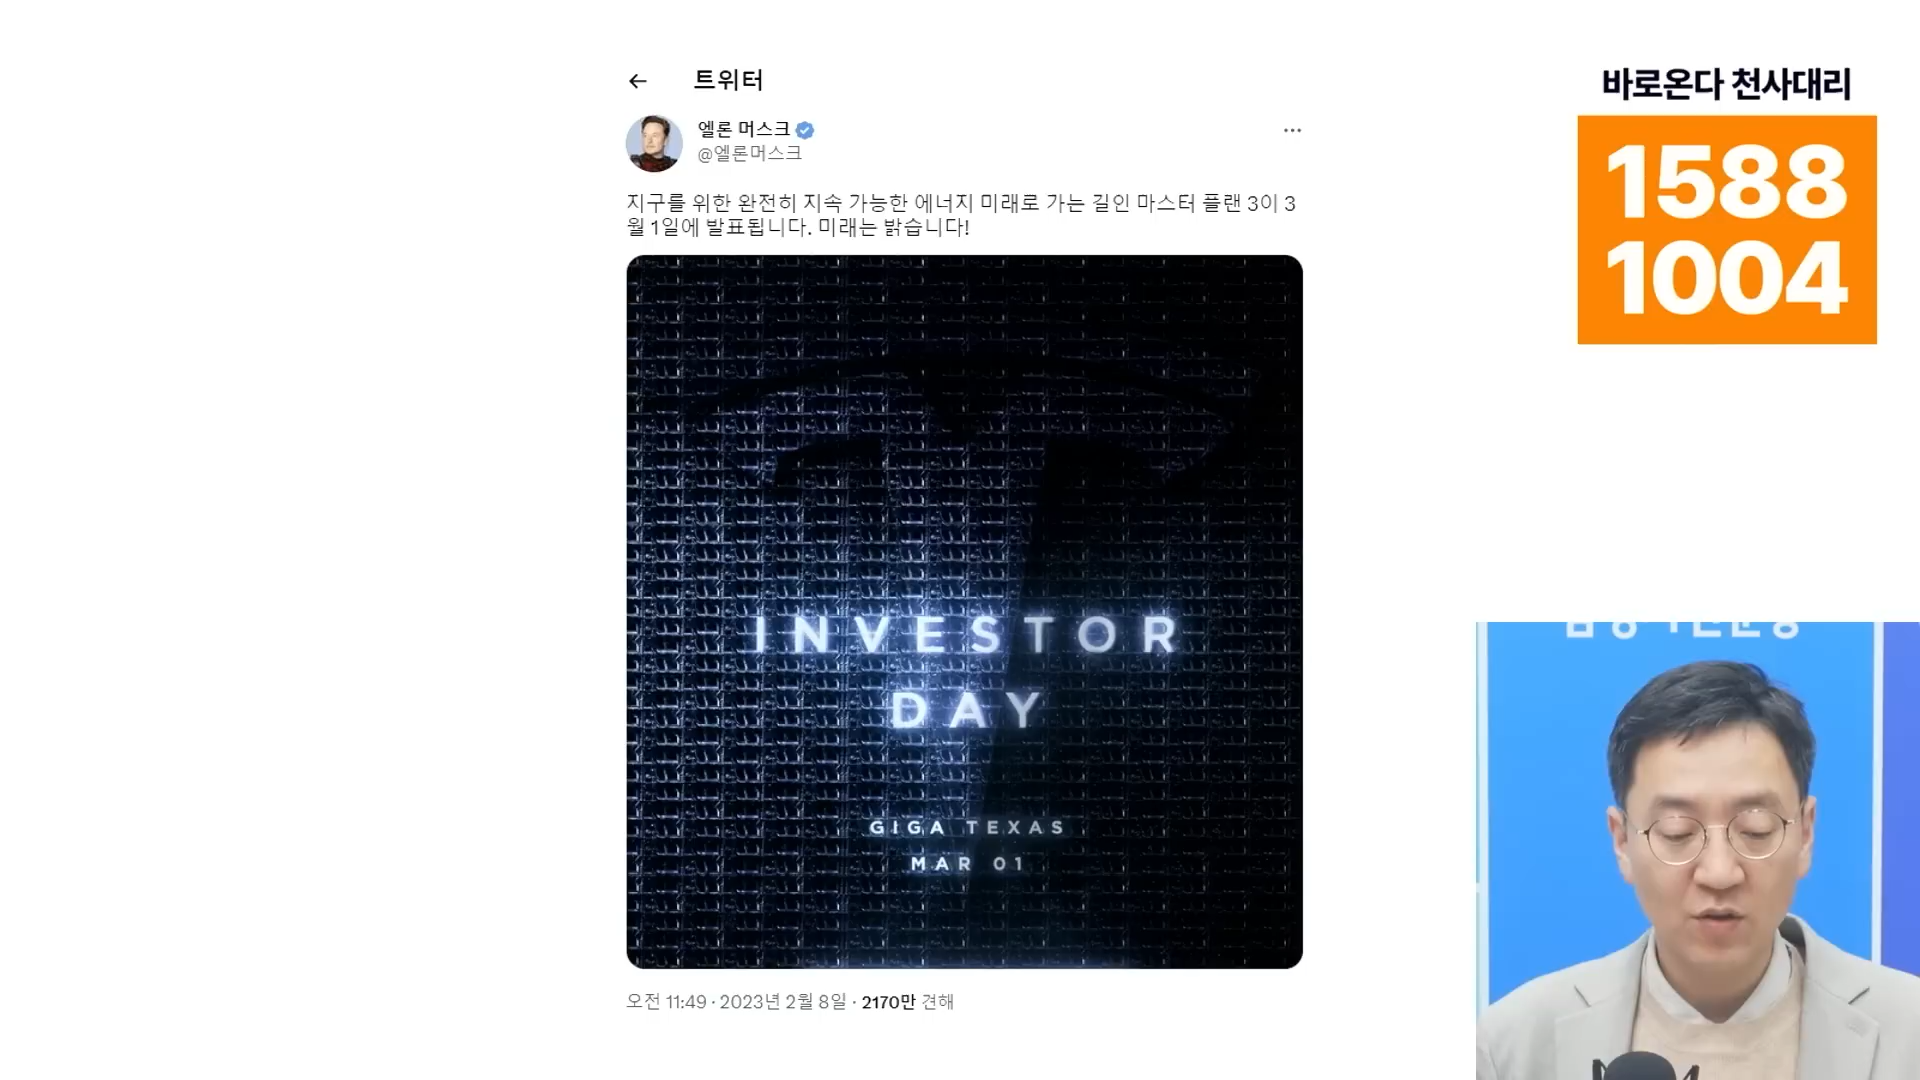 트위터
엘론 머스크
@엘론머스크
지구를 위한 완전히 지속 가능한 에너지 미래로 가는 길인 마스터 플랜 3이 3
월 1일에 발표됩니다. 미래는 밝습니다!
INVESTOR
DAY
GIGA TEXAS
MAR 01
오전 11:49 · 2023년 2월 8일 · 2170만 견해
바로온다 천사대리
1588
1004